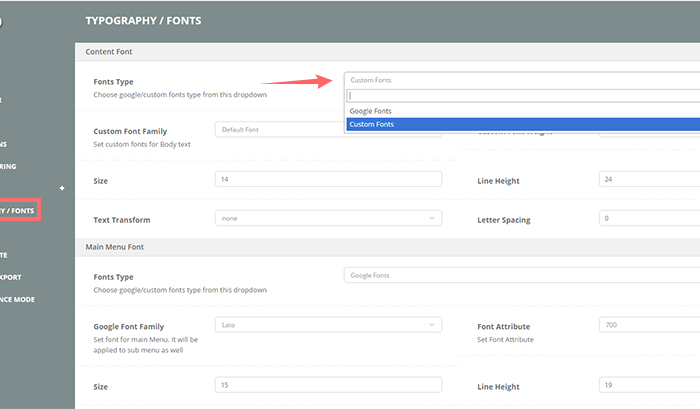 TYPOGRAPHY / FONTS
Content Font
Fonts Type
Choose google/custom fonts type from this dropdown
Custom Fonts
Google Fonts
Custom Fonts
Custom Font Family
Set custom fonts for Body text
Default Font
Custom Font Weight
Size
14
Line Height
24
Text Transform
none
Letter Spacing
0
Main Menu Font
Fonts Type
Choose google/custom fonts type from this dropdown
Google Fonts
Google Font Family
Set font for main Menu. It will be
applied to sub menu as well
Lato
Font Attribute
Set Font Attribute
700
Size
15
Line Height
19
NS
RING
+
HY / FONTS
TE
XPORT
NCE MODE